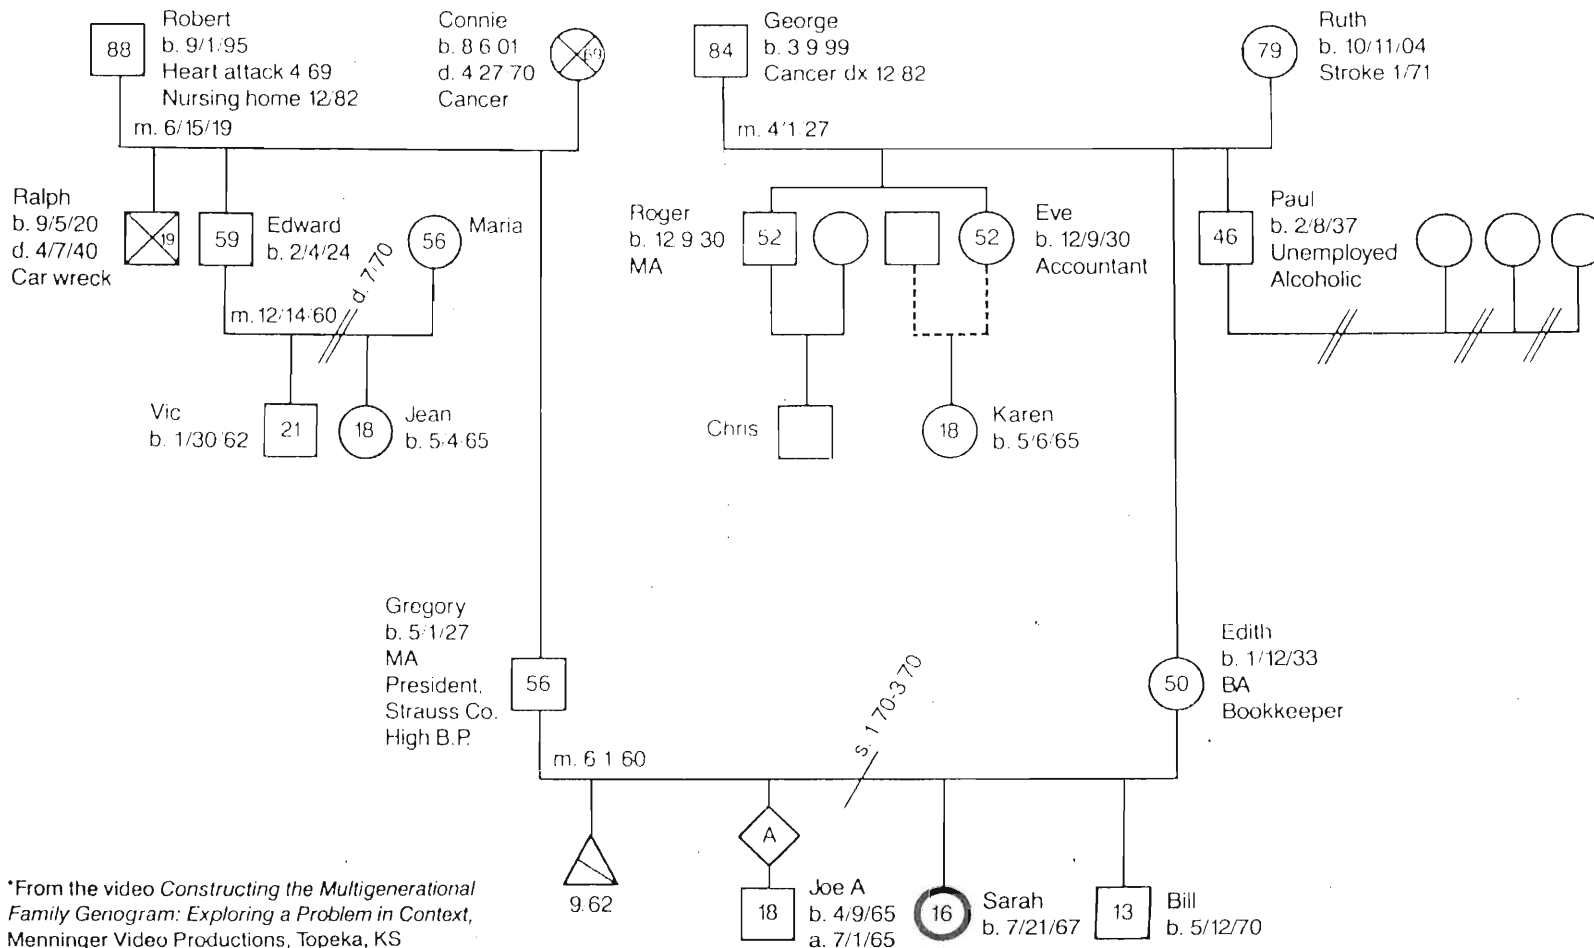 Robert
b. 9/1/95
Heart attack 4 69
Nursing home 12/82
88
Connie
b. 8 6 01
d. 4 27 70
Cancer
69
George
b. 3 9 99
Cancer dx 12 82
84
Ruth
b. 10/11/04
Stroke 1/71
79
m. 6/15/19
m. 4/1 27
Ralph
b. 9/5/20
d. 4/7/40
Car wreck
19
59
Edward
b. 2/4/24
56
Maria
m. 12/14/60
d. 7/70
Roger
b. 12 9 30
MA
52
52
Eve
b. 12/9/30
Accountant
46
Paul
b. 2/8/37
Unemployed
Alcoholic
Vic
b. 1/30/62
21
18
Jean
b. 5/4 65
Chris
18
Karen
b. 5/6/65
Gregory
b. 5/1/27
MA
President,
Strauss Co.
High B.P.
56
50
Edith
b. 1/12/33
BA
Bookkeeper
m. 6 1 60
s. 1 70-3 70
9/62
A
18
Joe A
b. 4/9/65
a. 7/1/65
16
Sarah
b. 7/21/67
13
Bill
b. 5/12/70
*From the video Constructing the Multigenerational
Family Genogram: Exploring a Problem in Context,
Menninger Video Productions, Topeka, KS